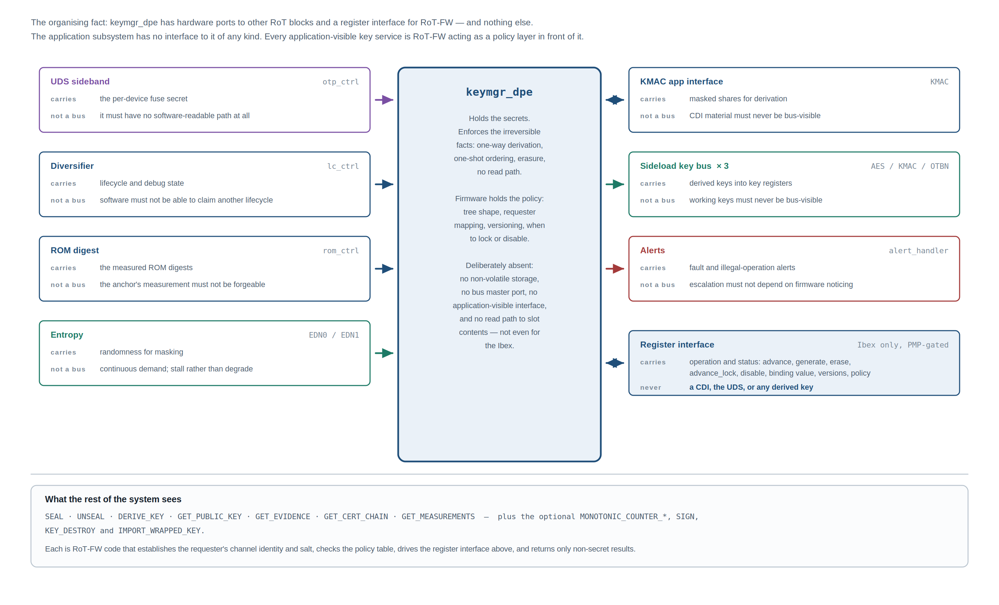 The organising fact: keymgr_dpe has hardware ports to other RoT blocks and a register interface for RoT-FW — and nothing else.
The application subsystem has no interface to it of any kind. Every application-visible key service is RoT-FW acting as a policy layer in front of it.
UDS sideband otp_ctrl
carries the per-device fuse secret
not a bus it must have no software-readable path at all
Diversifier lc_ctrl
carries lifecycle and debug state
not a bus software must not be able to claim another lifecycle
ROM digest rom_ctrl
carries the measured ROM digests
not a bus the anchor's measurement must not be forgeable
Entropy EDN0 / EDN1
carries randomness for masking
not a bus continuous demand; stall rather than degrade
keymgr_dpe
Holds the secrets.
Enforces the irreversible
facts: one-way derivation,
one-shot ordering, erasure,
no read path.
Firmware holds the policy:
tree shape, requester
mapping, versioning, when
to lock or disable.
Deliberately absent:
no non-volatile storage,
no bus master port, no
application-visible interface,
and no read path to slot
contents — not even for
the Ibex.
KMAC app interface KMAC
carries masked shares for derivation
not a bus CDI material must never be bus-visible
Sideload key bus × 3 AES / KMAC / OTBN
carries derived keys into key registers
not a bus working keys must never be bus-visible
Alerts alert_handler
carries fault and illegal-operation alerts
not a bus escalation must not depend on firmware noticing
Register interface Ibex only, PMP-gated
carries operation and status: advance, generate, erase,
advance_lock, disable, binding value, versions, policy
never a CDI, the UDS, or any derived key
What the rest of the system sees
SEAL · UNSEAL · DERIVE_KEY · GET_PUBLIC_KEY · GET_EVIDENCE · GET_CERT_CHAIN · GET_MEASUREMENTS — plus the optional MONOTONIC_COUNTER_*, SIGN,
KEY_DESTROY and IMPORT_WRAPPED_KEY.
Each is RoT-FW code that establishes the requester's channel identity and salt, checks the policy table, drives the register interface above, and returns only non-secret results.